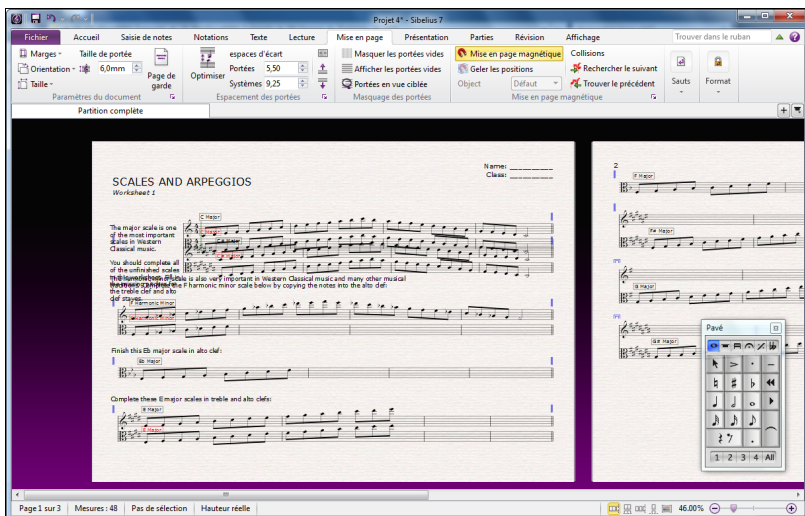 Projet 4* - Sibelius 7
Fichier Accueil Saisie de notes Notations Texte Lecture Mise en page Présentation Parties Révision Affichage Trouver dans le ruban
Marges Taille de portée espaces d'écart Masquer les portées vides Mise en page magnétique Collisions
Orientation 6,0mm Portées 5,50 Afficher les portées vides Geler les positions Rechercher le suivant
Taille Page de garde Optimiser Systèmes 9,25 Portées en vue ciblée Object Défaut Trouver le précédent Sauts Format
Paramètres du document Espacement des portées Masquage des portées Mise en page magnétique
Partition complète
Name: __________
Class: __________
SCALES AND ARPEGGIOS
Worksheet 1
C Major
The major scale is one
of the most important
scales in Western
Classical music.
You should complete all
of the unfinished scales
the treble clef and alto
clef staves.
F Harmonic Minor
Finish this Eb major scale in alto clef:
Eb Major
Complete these E major scales in treble and alto clefs:
E Major
E Major
2
F Major
F# Major
G Major
G# Major
Pavé
1 2 3 4 All
Page 1 sur 3 Mesures : 48 Pas de sélection Hauteur réelle 46.00%